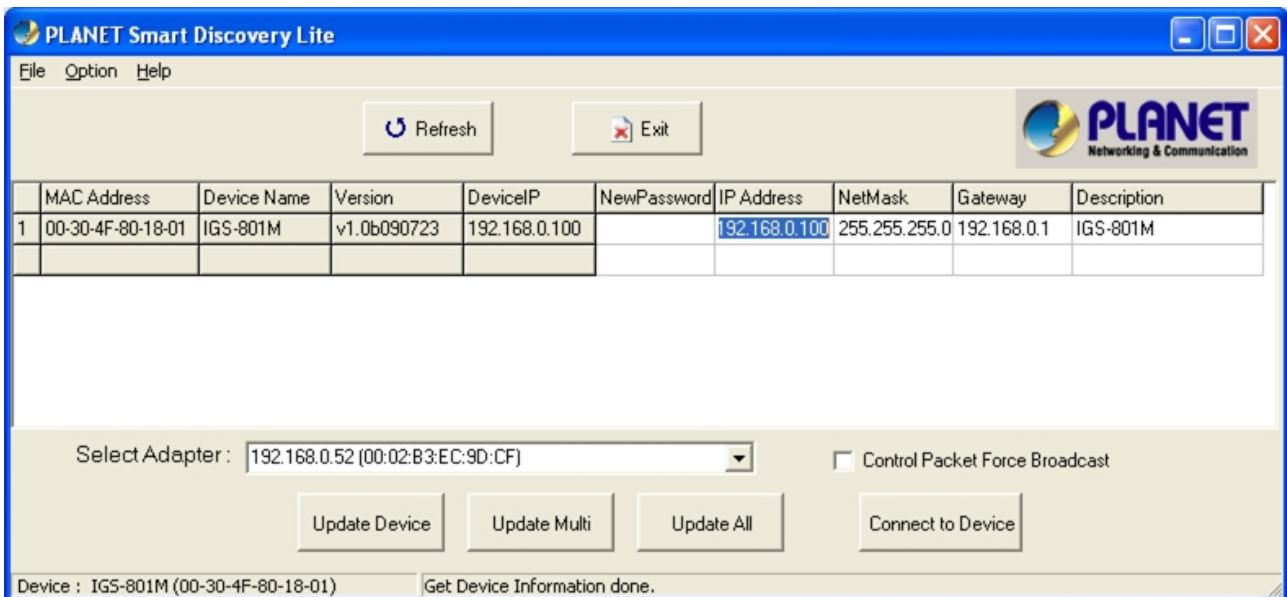 PLANET Smart Discovery Lite
File Option Help
Refresh Exit
PLANET
Networking & Communication
MAC Address Device Name Version DeviceIP NewPassword IP Address NetMask Gateway Description
1 00-30-4F-80-18-01 IGS-801M v1.0b090723 192.168.0.100 192.168.0.100 255.255.255.0 192.168.0.1 IGS-801M
Select Adapter : 192.168.0.52 (00:02:B3:EC:9D:CF) Control Packet Force Broadcast
Update Device Update Multi Update All Connect to Device
Device : IGS-801M (00-30-4F-80-18-01) Get Device Information done.